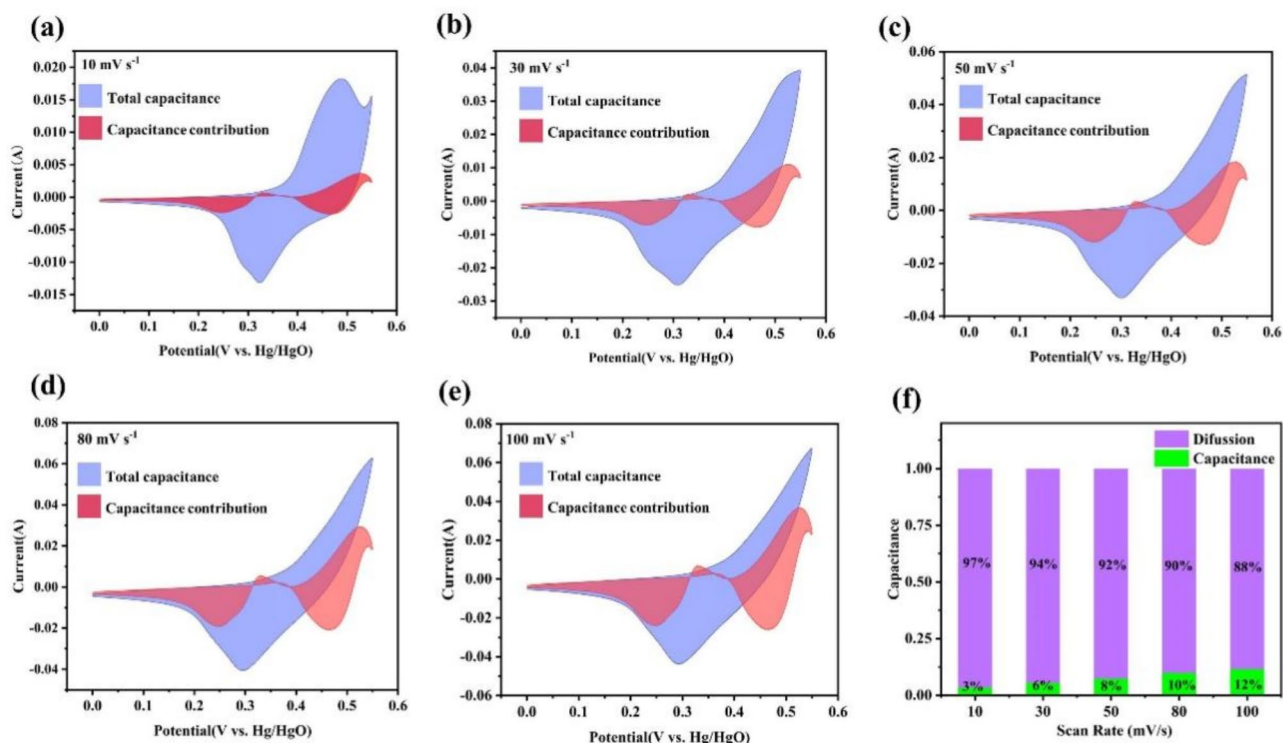 (a)
10 mV s⁻¹
Total capacitance
Capacitance contribution
0.020
0.015
0.010
0.005
0.000
-0.005
-0.010
-0.015
Current(A)
0.0 0.1 0.2 0.3 0.4 0.5 0.6
Potential(V vs. Hg/HgO)
(b)
30 mV s⁻¹
Total capacitance
Capacitance contribution
0.04
0.03
0.02
0.01
0.00
-0.01
-0.02
-0.03
Current(A)
0.0 0.1 0.2 0.3 0.4 0.5 0.6
Potential(V vs. Hg/HgO)
(c)
50 mV s⁻¹
Total capacitance
Capacitance contribution
0.06
0.04
0.02
0.00
-0.02
-0.04
Current(A)
0.0 0.1 0.2 0.3 0.4 0.5 0.6
Potential(V vs. Hg/HgO)
(d)
80 mV s⁻¹
Total capacitance
Capacitance contribution
0.08
0.06
0.04
0.02
0.00
-0.02
-0.04
Current(A)
0.0 0.1 0.2 0.3 0.4 0.5 0.6
Potential(V vs. Hg/HgO)
(e)
100 mV s⁻¹
Total capacitance
Capacitance contribution
0.08
0.06
0.04
0.02
0.00
-0.02
-0.04
-0.06
Current(A)
0.0 0.1 0.2 0.3 0.4 0.5 0.6
Potential(V vs. Hg/HgO)
(f)
Difussion
Capacitance
1.00
0.75
0.50
0.25
0.00
Capacitance
97% 94% 92% 90% 88%
3% 6% 8% 10% 12%
10 30 50 80 100
Scan Rate (mV/s)